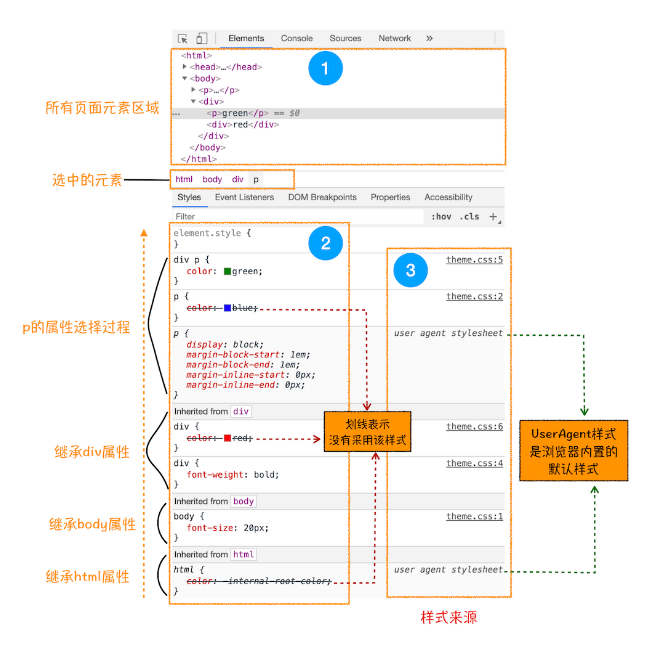 Elements Console Sources Network »
<html>
<head>…</head>
1
<body>
<p>…</p>
所有页面元素区域
<div>
… <p>green</p> == $0
<div>red</div>
</div>
</body>
</html>
选中的元素
html body div p
Styles Event Listeners DOM Breakpoints Properties Accessibility
Filter :hov .cls +
element.style {
2
}
div p { theme.css:5
3
color: green;
}
p { theme.css:2
color: blue;
}
p的属性选择过程
p { user agent stylesheet
display: block;
margin-block-start: 1em;
margin-block-end: 1em;
margin-inline-start: 0px;
margin-inline-end: 0px;
}
Inherited from div
div { theme.css:6
color: red;
}
划线表示
没有采用该样式
UserAgent样式
是浏览器内置的
默认样式
继承div属性
div { theme.css:4
font-weight: bold;
}
Inherited from body
继承body属性
body { theme.css:1
font-size: 20px;
}
Inherited from html
继承html属性
html { user agent stylesheet
color: -internal-root-color;
}
样式来源